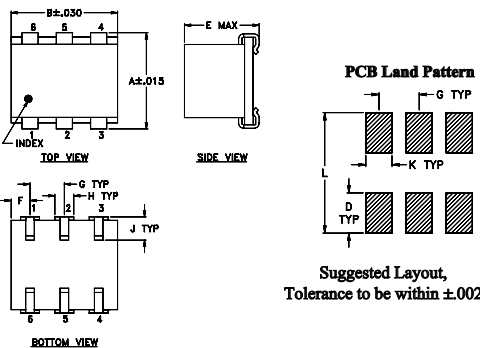 B±.030
6 5 4
A±.015
INDEX
1 2 3
TOP VIEW
E MAX
SIDE VIEW
PCB Land Pattern
G TYP
K TYP
L
D
TYP
Suggested Layout,
Tolerance to be within ±.002
G TYP
H TYP
F
1 2 3
J TYP
6 5 4
BOTTOM VIEW